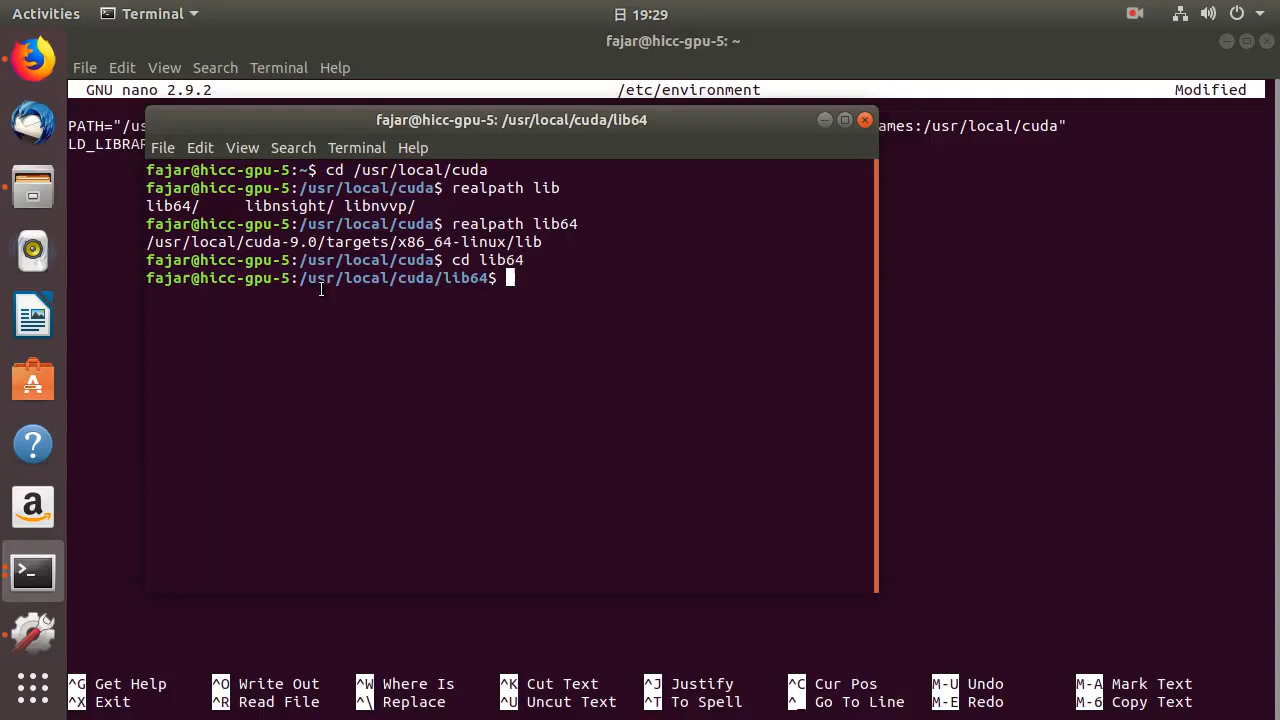 Activities Terminal 日 19:29
fajar@hicc-gpu-5: ~
File Edit View Search Terminal Help
GNU nano 2.9.2 /etc/environment Modified
fajar@hicc-gpu-5: /usr/local/cuda/lib64
PATH="/us ames:/usr/local/cuda"
LD_LIBRAR
File Edit View Search Terminal Help
fajar@hicc-gpu-5:~$ cd /usr/local/cuda
fajar@hicc-gpu-5:/usr/local/cuda$ realpath lib
lib64/ libnsight/ libnvvp/
fajar@hicc-gpu-5:/usr/local/cuda$ realpath lib64
/usr/local/cuda-9.0/targets/x86_64-linux/lib
fajar@hicc-gpu-5:/usr/local/cuda$ cd lib64
fajar@hicc-gpu-5:/usr/local/cuda/lib64$
^G Get Help ^O Write Out ^W Where Is ^K Cut Text ^J Justify ^C Cur Pos M-U Undo M-A Mark Text
^X Exit ^R Read File ^\ Replace ^U Uncut Text ^T To Spell ^_ Go To Line M-E Redo M-6 Copy Text